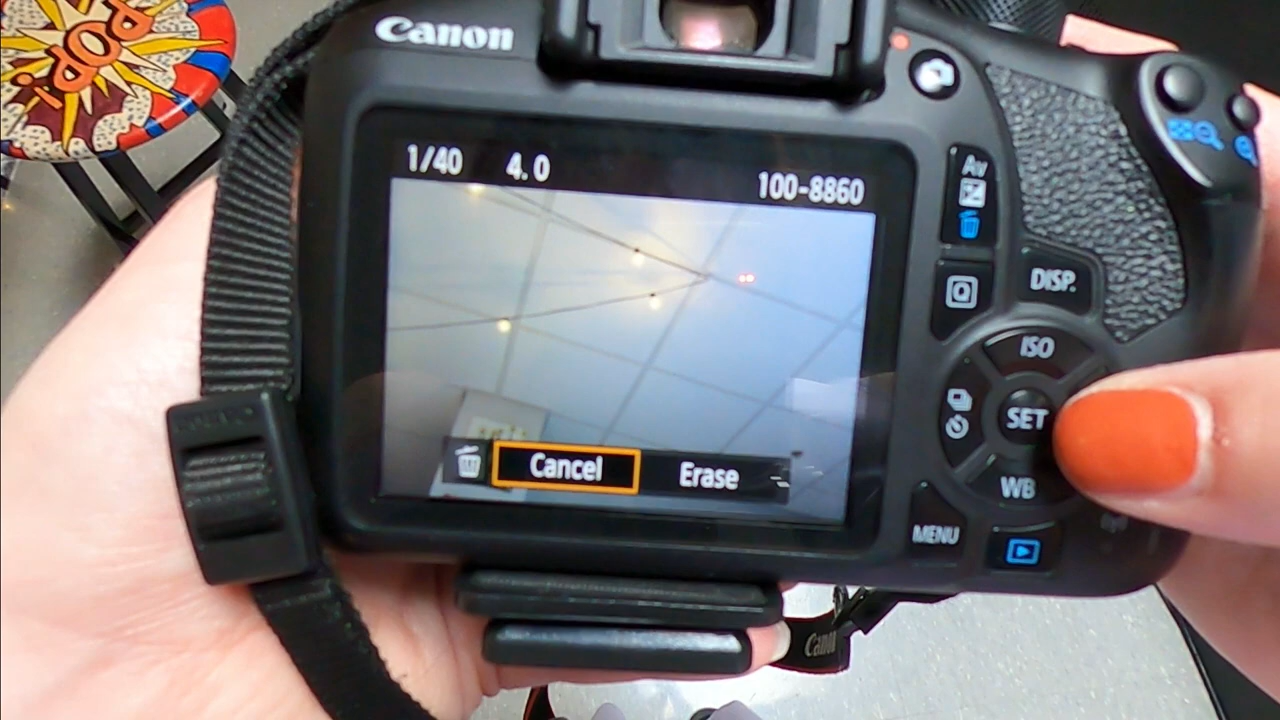 POP!
Canon
1/40 4.0 100-8860
Av
DISP.
ISO
SET
WB
MENU
Cancel Erase
Canon